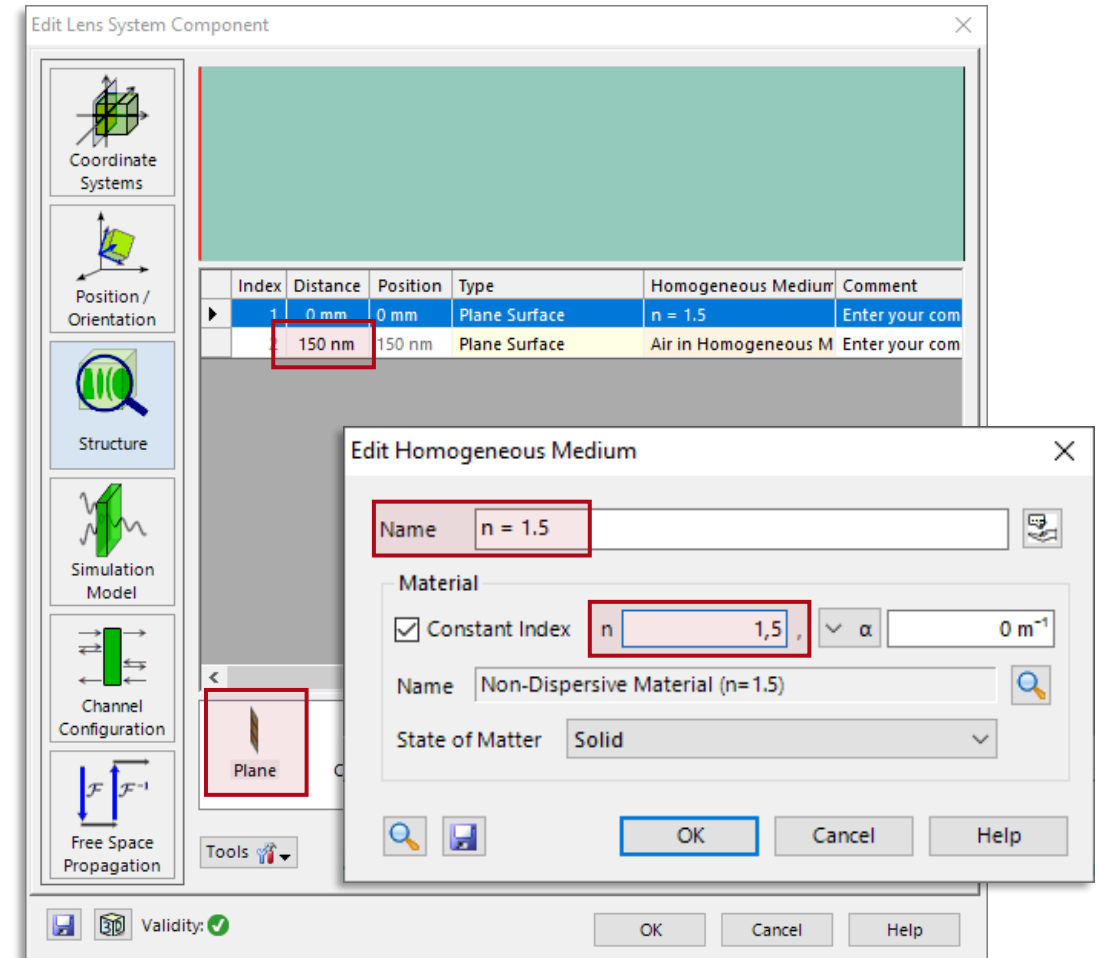 Edit Lens System Component
Coordinate
Systems
Position /
Orientation
Structure
Simulation
Model
Channel
Configuration
ℱ ℱ⁻¹
Free Space
Propagation
Index Distance Position Type Homogeneous Medium Comment
1 0 mm 0 mm Plane Surface n = 1.5 Enter your com
2 150 nm 150 nm Plane Surface Air in Homogeneous M Enter your com
Plane
Tools
Validity:
OK Cancel Help
Edit Homogeneous Medium
Name n = 1.5
Material
Constant Index n 1,5 , α 0 m⁻¹
Name Non-Dispersive Material (n=1.5)
State of Matter Solid
OK Cancel Help